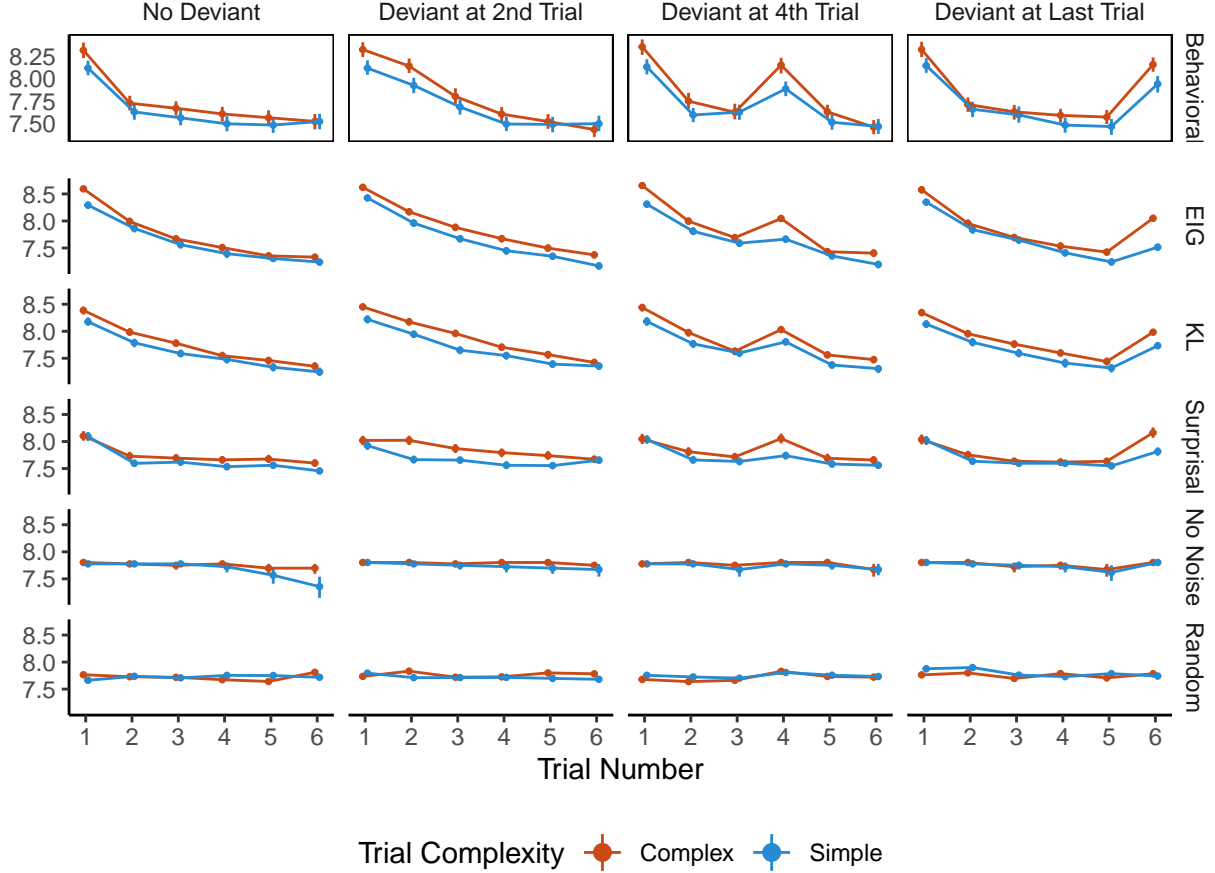 No Deviant Deviant at 2nd Trial Deviant at 4th Trial Deviant at Last Trial
8.25
8.00
7.75
7.50
Behavioral
8.5
8.0
7.5
EIG
8.5
8.0
7.5
KL
8.5
8.0
7.5
Surprisal
8.5
8.0
7.5
No Noise
8.5
8.0
7.5
Random
1 2 3 4 5 6 1 2 3 4 5 6 1 2 3 4 5 6 1 2 3 4 5 6
Trial Number
Trial Complexity Complex Simple